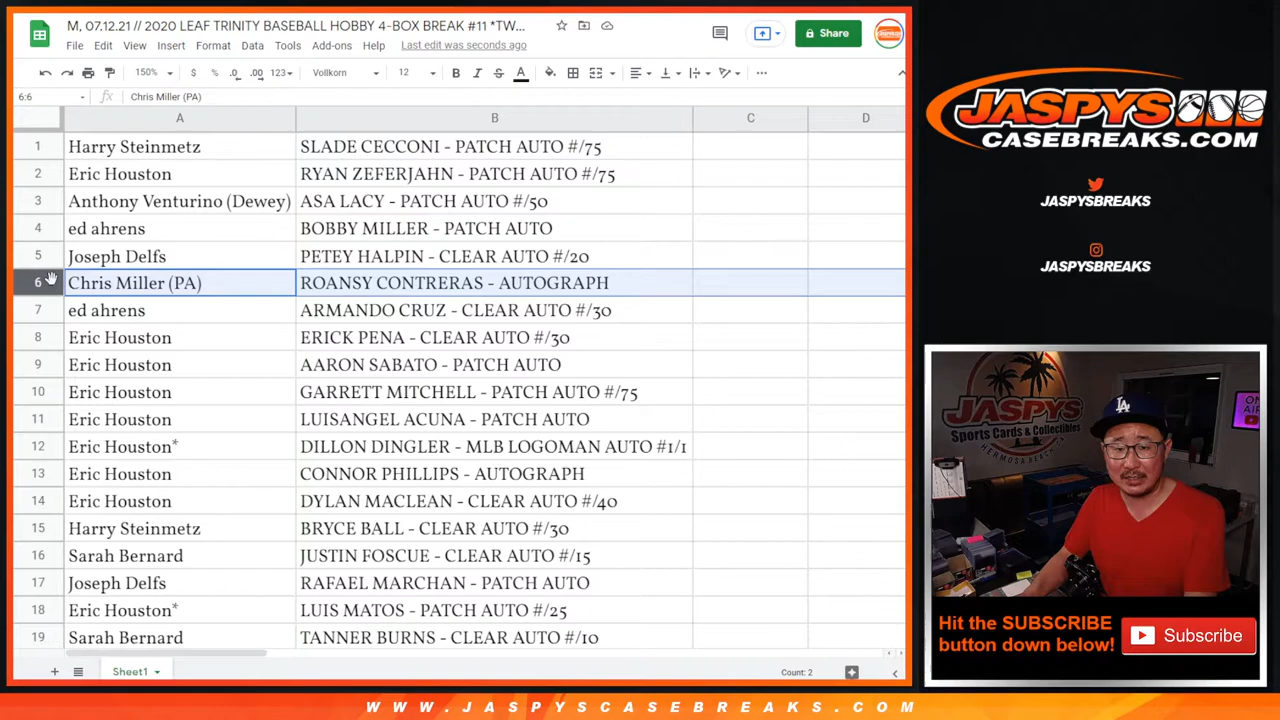 M, 07.12.21 // 2020 LEAF TRINITY BASEBALL HOBBY 4-BOX BREAK #11 *TW...
File Edit View Insert Format Data Tools Add-ons Help Last edit was seconds ago
Share
150% $ % .0 .00 123 Vollkorn 12 B I S A
6:6 fx Chris Miller (PA)
A B C D
1 Harry Steinmetz SLADE CECCONI - PATCH AUTO #/75
2 Eric Houston RYAN ZEFERJAHN - PATCH AUTO #/75
3 Anthony Venturino (Dewey) ASA LACY - PATCH AUTO #/50
4 ed ahrens BOBBY MILLER - PATCH AUTO
5 Joseph Delfs PETEY HALPIN - CLEAR AUTO #/20
6 Chris Miller (PA) ROANSY CONTRERAS - AUTOGRAPH
7 ed ahrens ARMANDO CRUZ - CLEAR AUTO #/30
8 Eric Houston ERICK PENA - CLEAR AUTO #/30
9 Eric Houston AARON SABATO - PATCH AUTO
10 Eric Houston GARRETT MITCHELL - PATCH AUTO #/75
11 Eric Houston LUISANGEL ACUNA - PATCH AUTO
12 Eric Houston* DILLON DINGLER - MLB LOGOMAN AUTO #1/1
13 Eric Houston CONNOR PHILIPS - AUTOGRAPH
14 Eric Houston DYLAN MACLEAN - CLEAR AUTO #/40
15 Harry Steinmetz BRYCE BALL - CLEAR AUTO #/30
16 Sarah Bernard JUSTIN FOSCUE - CLEAR AUTO #/15
17 Joseph Delfs RAFAEL MARCHAN - PATCH AUTO
18 Eric Houston* LUIS MATOS - PATCH AUTO #/25
19 Sarah Bernard TANNER BURNS - CLEAR AUTO #/10
Sheet1
Count: 2
JASPYS
CASEBREAKS.COM
JASPYSBREAKS
JASPYSBREAKS
JASPYS
Sports Cards & Collectibles
HERMOSA BEACH
LA
ON
AIR
Hit the SUBSCRIBE
button down below!
Subscribe
WWW.JASPYSCASEBREAKS.COM